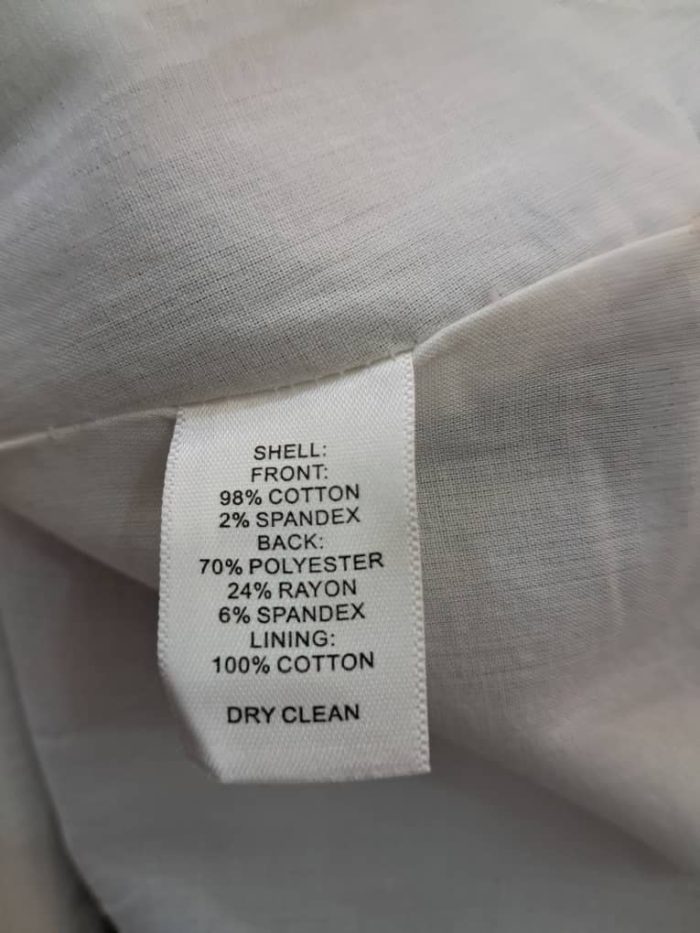 SHELL:
FRONT:
98% COTTON
2% SPANDEX
BACK:
70% POLYESTER
24% RAYON
6% SPANDEX
LINING:
100% COTTON
DRY CLEAN